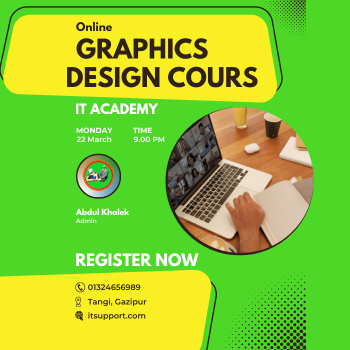 Online
GRAPHICS
DESIGN COURS
IT ACADEMY
MONDAY TIME
22 March 9.00 PM
Abdul Khalek
Admin
REGISTER NOW
01324656989
Tangi, Gazipur
itsupport.com